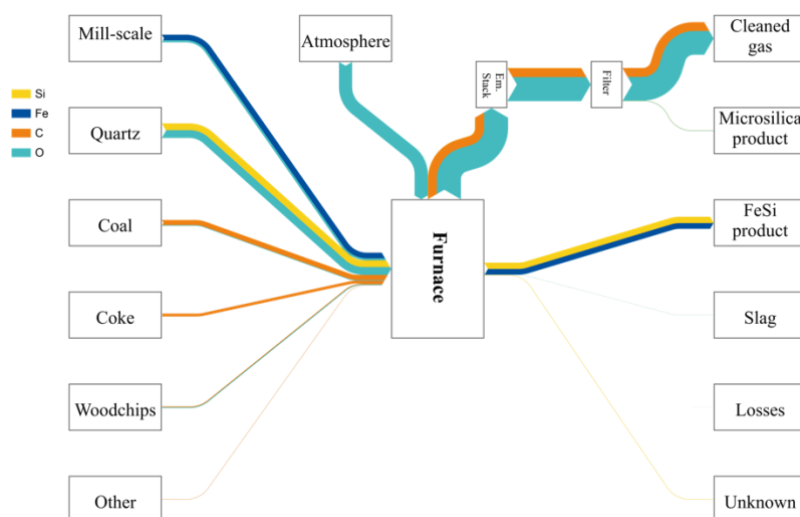 Mill-scale
Atmosphere
Cleaned
gas
Em.
Stack
Filter
Si
Fe
C
O
Quartz
Microsilica
product
Coal
Furnace
FeSi
product
Coke
Slag
Woodchips
Losses
Other
Unknown